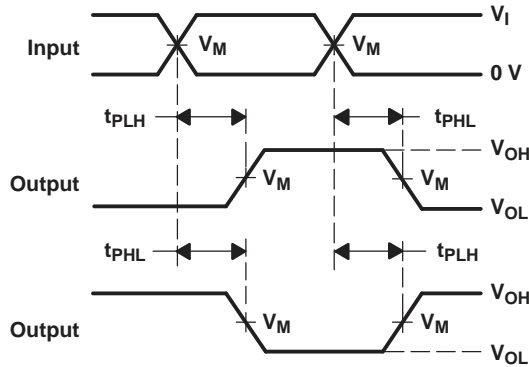 V_I
Input V_M V_M
0 V
t_PLH t_PHL
V_OH
Output V_M V_M
V_OL
t_PHL t_PLH
V_OH
Output V_M V_M
V_OL